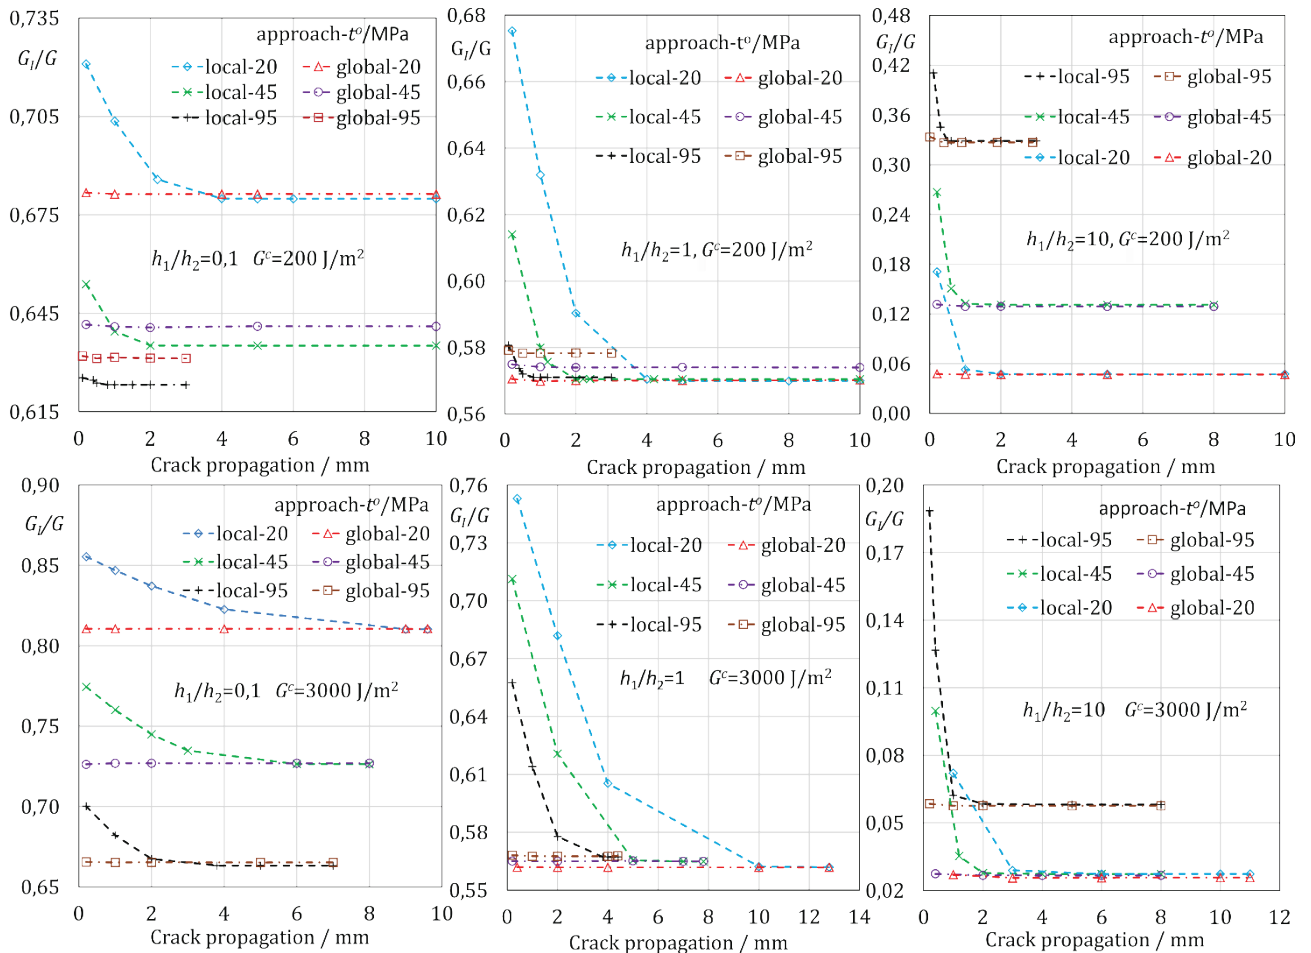 0,735
G_I/G
0,705
0,675
0,645
0,615
approach-t^o/MPa
local-20 global-20
local-45 global-45
local-95 global-95
h_1/h_2=0,1 G^c=200 J/m^2
0 2 4 6 8 10
Crack propagation / mm
0,68
G_I/G
0,66
0,64
0,62
0,60
0,58
0,56
approach-t^o/MPa
local-20 global-20
local-45 global-45
local-95 global-95
h_1/h_2=1, G^c=200 J/m^2
0 2 4 6 8 10
Crack propagation / mm
0,48
G_I/G
0,42
0,36
0,30
0,24
0,18
0,12
0,06
0,00
approach-t^o/MPa
local-95 global-95
local-45 global-45
local-20 global-20
h_1/h_2=10, G^c=200 J/m^2
0 2 4 6 8 10
Crack propagation / mm
0,90
G_I/G
0,85
0,80
0,75
0,70
0,65
approach-t^o/MPa
local-20 global-20
local-45 global-45
local-95 global-95
h_1/h_2=0,1 G^c=3000 J/m^2
0 2 4 6 8 10
Crack propagation / mm
0,76
G_I/G
0,73
0,70
0,67
0,64
0,61
0,58
0,55
approach-t^o/MPa
local-20 global-20
local-45 global-45
local-95 global-95
h_1/h_2=1 G^c=3000 J/m^2
0 2 4 6 8 10 12 14
Crack propagation / mm
0,20
G_I/G
0,17
0,14
0,11
0,08
0,05
0,02
approach-t^o/MPa
local-95 global-95
local-45 global-45
local-20 global-20
h_1/h_2=10 G^c=3000 J/m^2
0 2 4 6 8 10 12
Crack propagation / mm